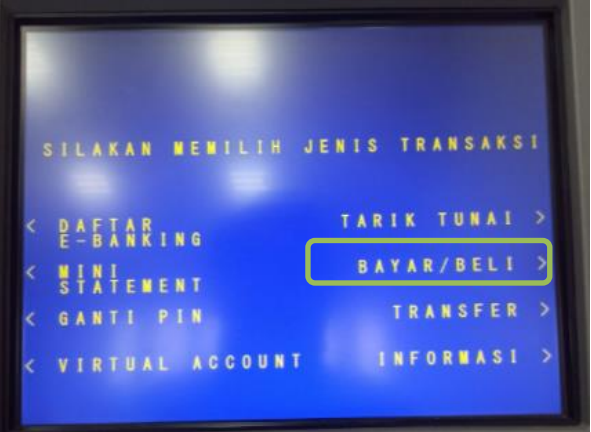 SILAKAN MEMILIH JENIS TRANSAKSI
< DAFTAR
E-BANKING
TARIK TUNAI >
< MINI
STATEMENT
BAYAR/BELI >
< GANTI PIN
TRANSFER >
< VIRTUAL ACCOUNT
INFORMASI >